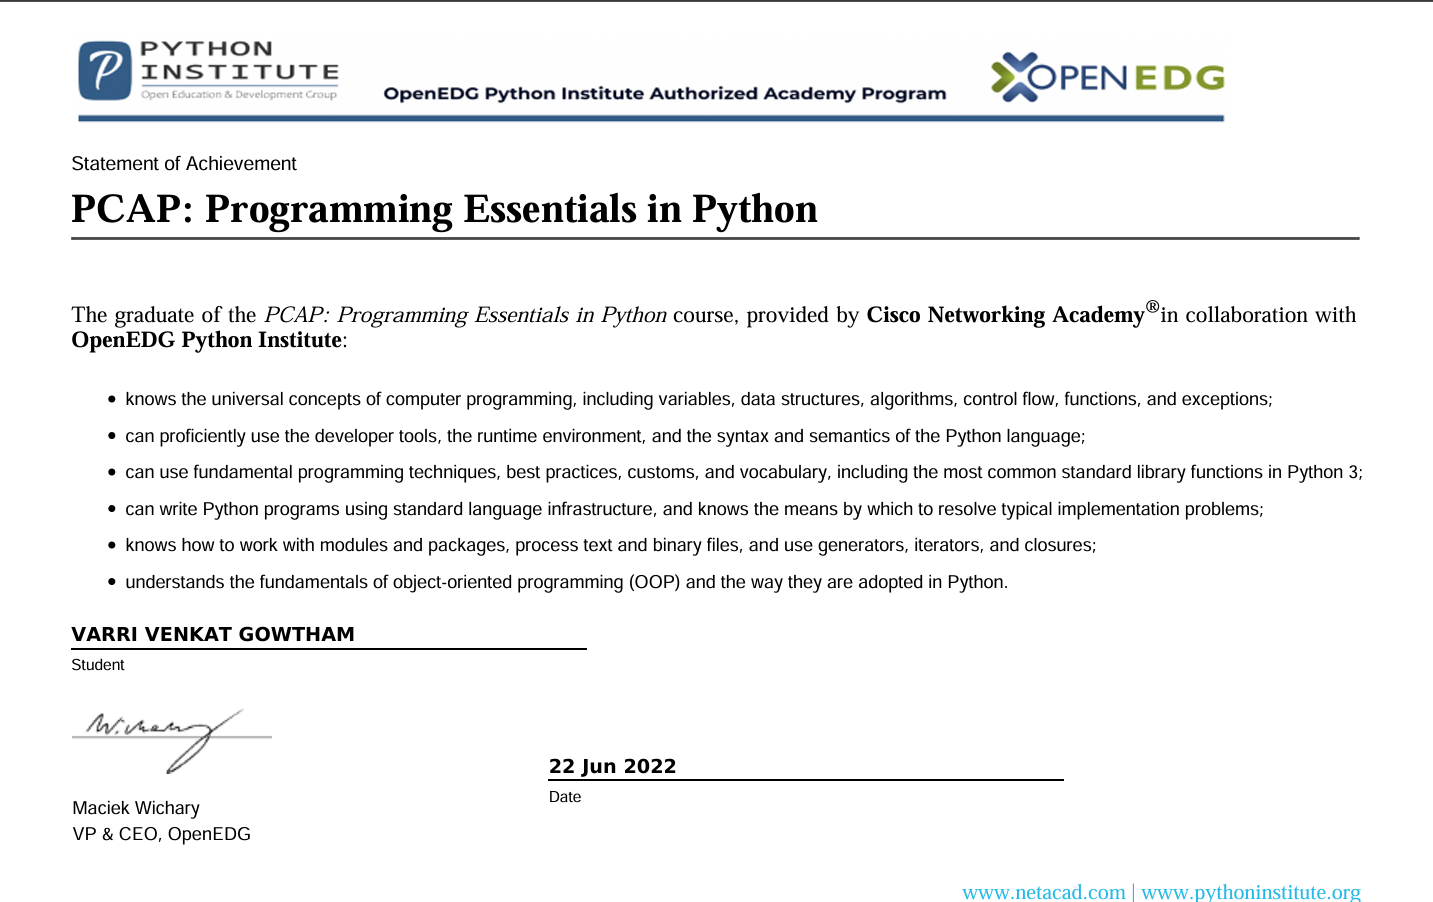 PYTHON
INSTITUTE
Open Education & Development Group
OpenEDG Python Institute Authorized Academy Program
OPENEDG
Statement of Achievement
PCAP: Programming Essentials in Python
The graduate of the PCAP: Programming Essentials in Python course, provided by Cisco Networking Academy®in collaboration with
OpenEDG Python Institute:
• knows the universal concepts of computer programming, including variables, data structures, algorithms, control flow, functions, and exceptions;
• can proficiently use the developer tools, the runtime environment, and the syntax and semantics of the Python language;
• can use fundamental programming techniques, best practices, customs, and vocabulary, including the most common standard library functions in Python 3;
• can write Python programs using standard language infrastructure, and knows the means by which to resolve typical implementation problems;
• knows how to work with modules and packages, process text and binary files, and use generators, iterators, and closures;
• understands the fundamentals of object-oriented programming (OOP) and the way they are adopted in Python.
VARRI VENKAT GOWTHAM
Student
W.Wichary
22 Jun 2022
Date
Maciek Wichary
VP & CEO, OpenEDG
www.netacad.com | www.pythoninstitute.org